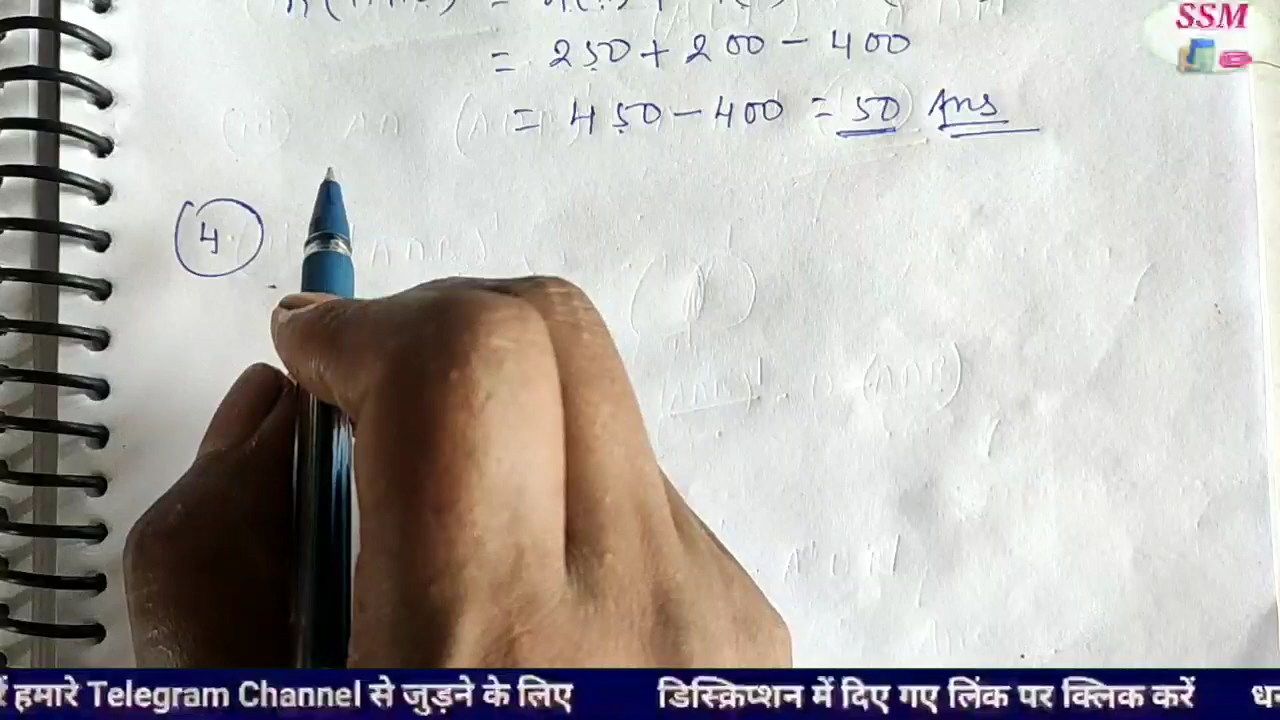 SSM
= 250 + 200 - 400
= 450 - 400 = 50 Ans
4
हमारे Telegram Channel से जुड़ने के लिए डिस्क्रिप्शन में दिए गए लिंक पर क्लिक करें